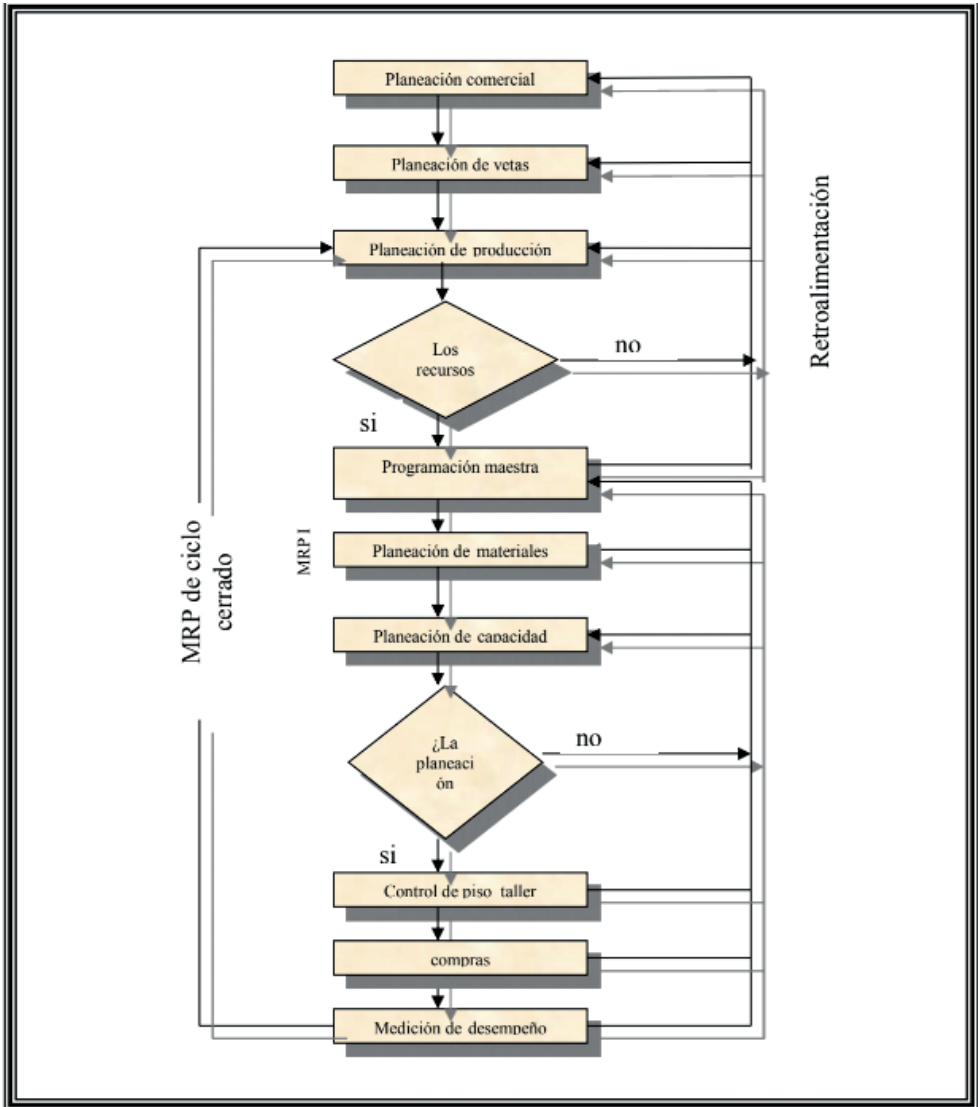 Planeación comercial
Planeación de vetas
Planeación de producción
Los
recursos
no
si
Programación maestra
Planeación de materiales
Planeación de capacidad
¿La
planeaci
ón
no
si
Control de piso taller
compras
Medición de desempeño
MRP de ciclo
cerrado
MRP I
Retroalimentación